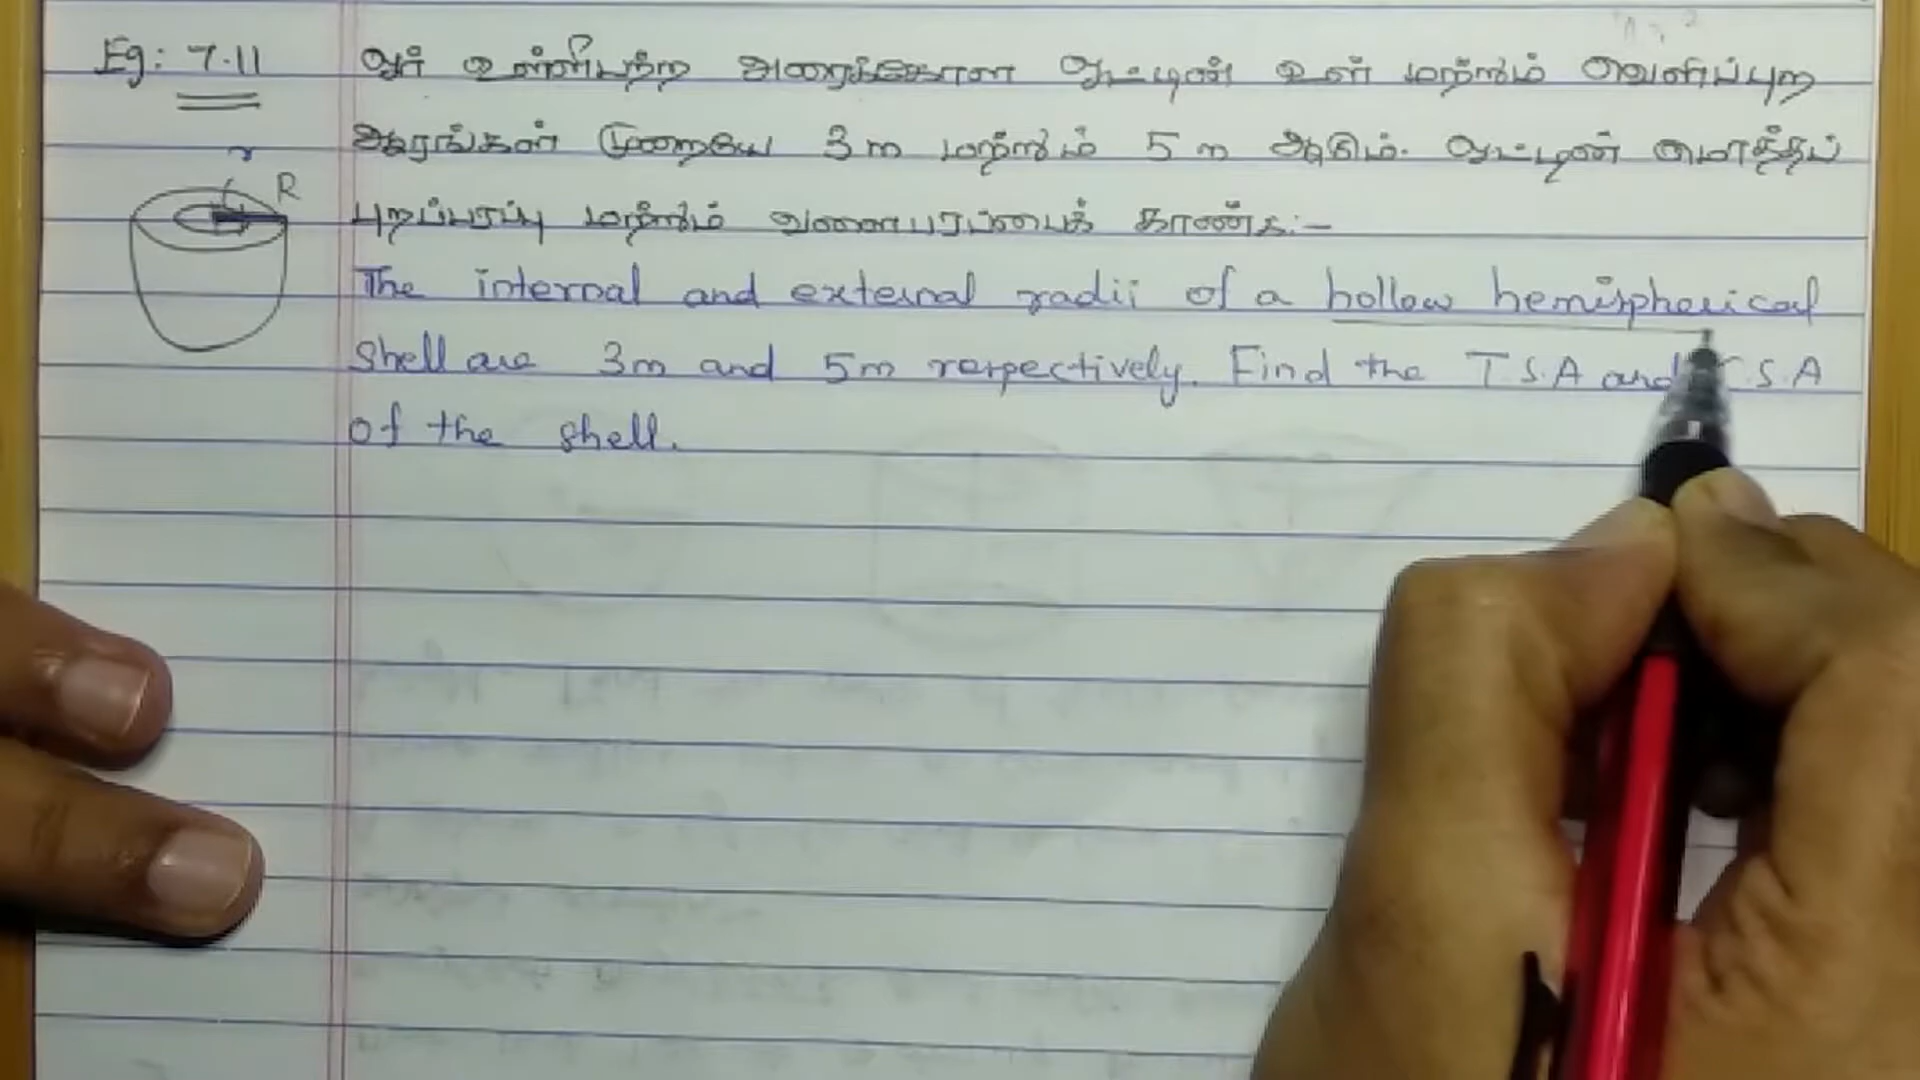 Eg: 7.11 ஓர் உள்ளீடற்ற அரைக்கோள ஓட்டின் உள் மற்றும் வெளிப்புற
ஆரங்கள் முறையே 3 m மற்றும் 5 m ஆகும். ஓட்டின் மொத்தப்
r
R
புறப்பரப்பு மற்றும் வளைபரப்பைக் காண்க:-
The internal and external radii of a hollow hemispherical
shell are 3m and 5m respectively. Find the T.S.A and .S.A
of the shell.